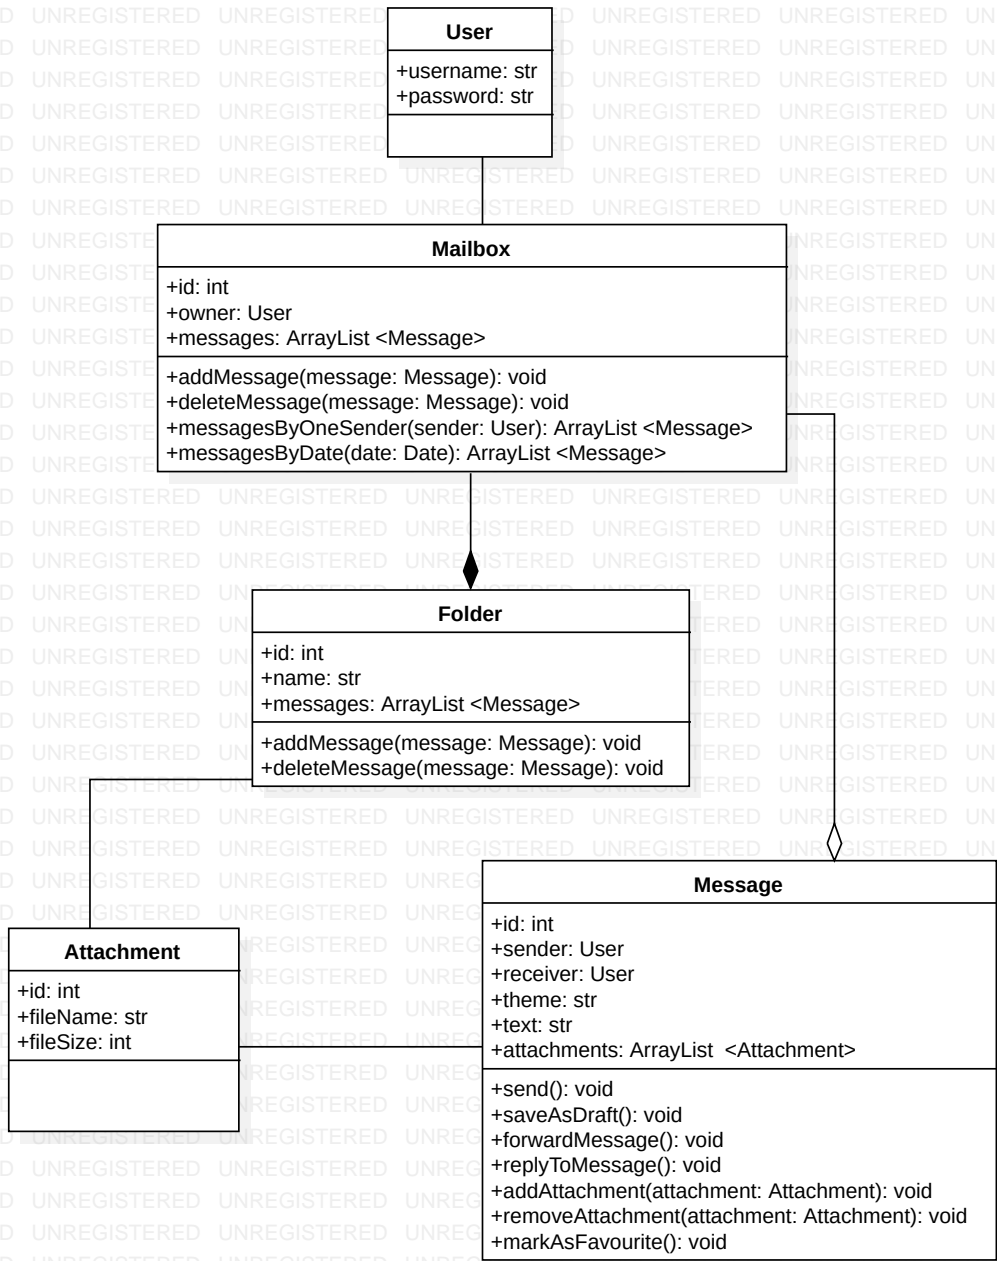 User
+username: str
+password: str
Mailbox
+id: int
+owner: User
+messages: ArrayList <Message>
+addMessage(message: Message): void
+deleteMessage(message: Message): void
+messagesByOneSender(sender: User): ArrayList <Message>
+messagesByDate(date: Date): ArrayList <Message>
Folder
+id: int
+name: str
+messages: ArrayList <Message>
+addMessage(message: Message): void
+deleteMessage(message: Message): void
Attachment
+id: int
+fileName: str
+fileSize: int
Message
+id: int
+sender: User
+receiver: User
+theme: str
+text: str
+attachments: ArrayList  <Attachment>
+send(): void
+saveAsDraft(): void
+forwardMessage(): void
+replyToMessage(): void
+addAttachment(attachment: Attachment): void
+removeAttachment(attachment: Attachment): void
+markAsFavourite(): void
UNREGISTERED